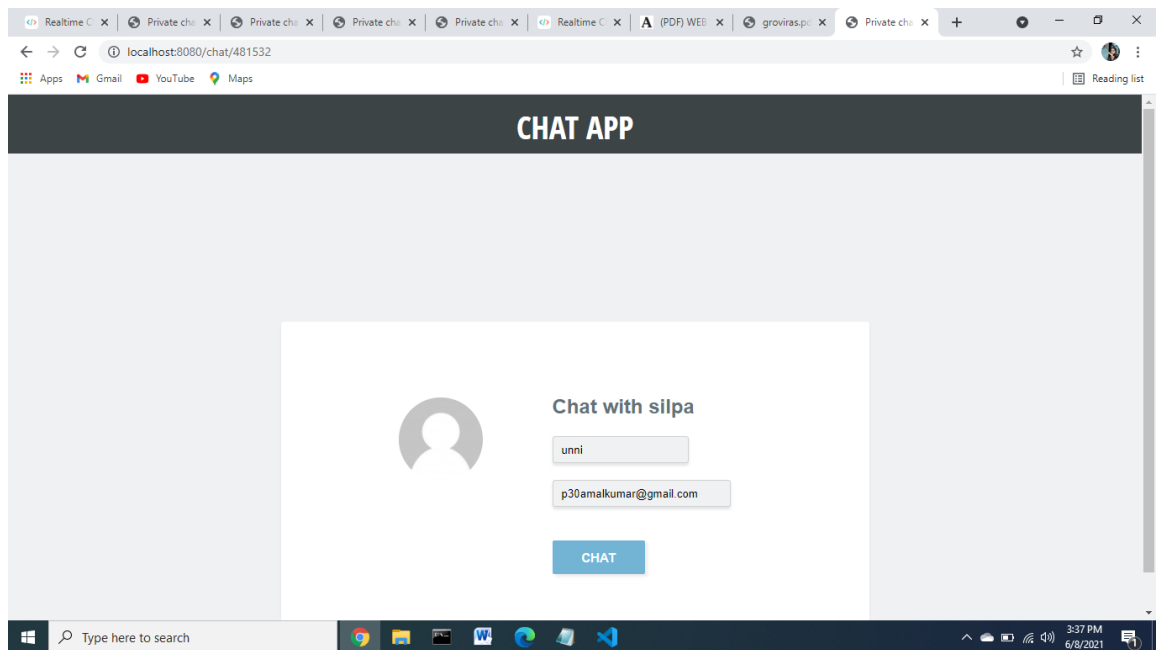 Realtime C Private cha Private cha Private cha Private cha Realtime C (PDF) WEB groviras.pd Private cha
localhost:8080/chat/481532
Apps Gmail YouTube Maps Reading list
CHAT APP
Chat with silpa
unni
p30amalkumar@gmail.com
CHAT
Type here to search
3:37 PM
6/8/2021